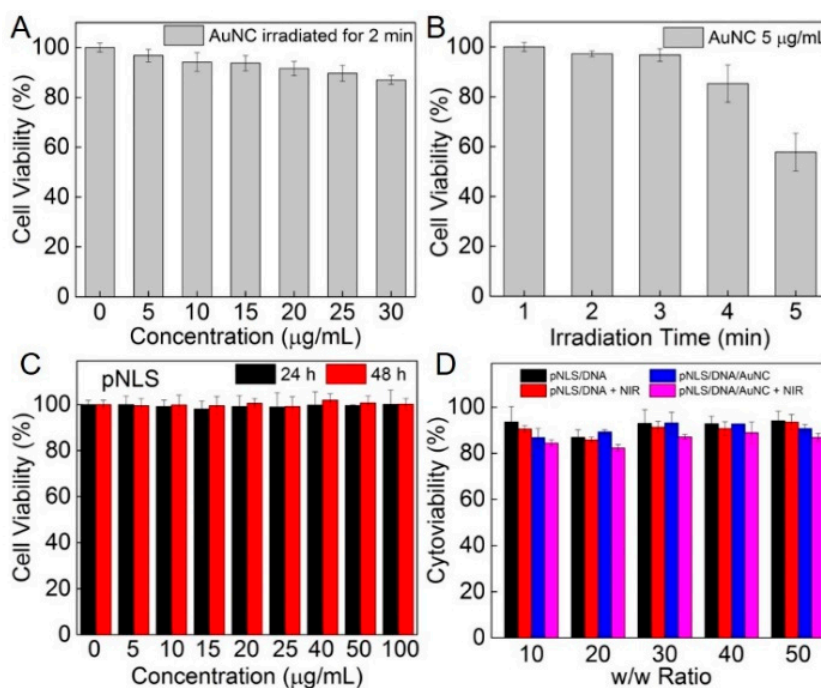 A
AuNC irradiated for 2 min
Cell Viability (%)
100
80
60
40
20
0
0 5 10 15 20 25 30
Concentration (μg/mL)
B
AuNC 5 μg/mL
Cell Viability (%)
100
80
60
40
20
0
1 2 3 4 5
Irradiation Time (min)
C
pNLS
24 h 48 h
Cell Viability (%)
120
100
80
60
40
20
0
0 5 10 15 20 25 40 50 100
Concentration (μg/mL)
D
pNLS/DNA pNLS/DNA/AuNC
pNLS/DNA + NIR pNLS/DNA/AuNC + NIR
Cytoviability (%)
100
80
60
40
20
0
10 20 30 40 50
w/w Ratio